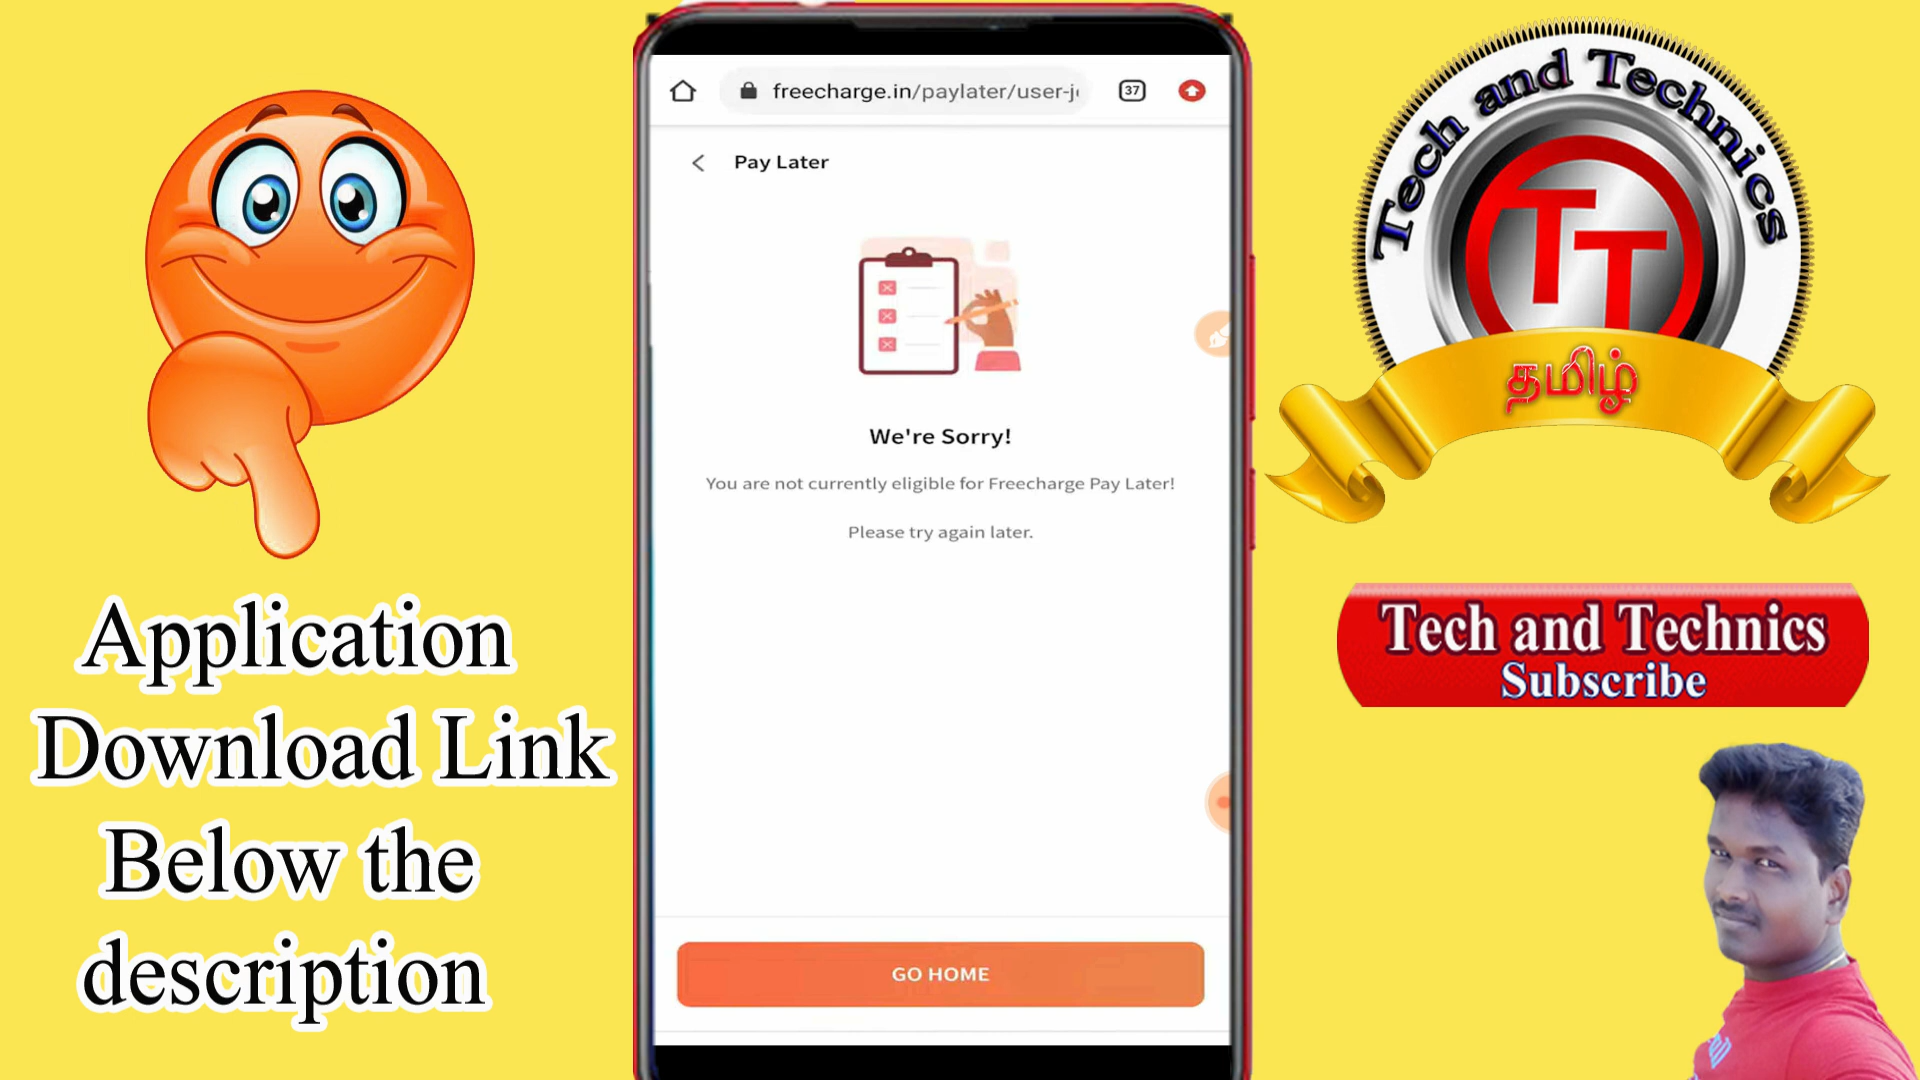 Application
Download Link
Below the
description
freecharge.in/paylater/user-j
37
Pay Later
We're Sorry!
You are not currently eligible for Freecharge Pay Later!
Please try again later.
GO HOME
Tech and Technics
TT
தமிழ்
Tech and Technics
Subscribe